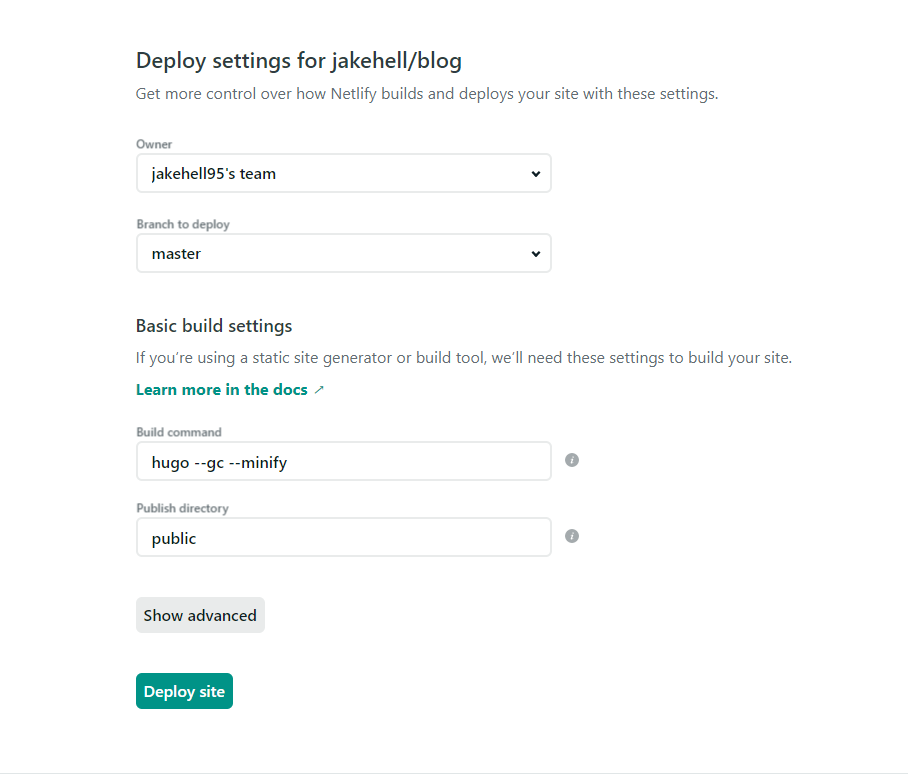 Deploy settings for jakehell/blog
Get more control over how Netlify builds and deploys your site with these settings.
Owner
jakehell95's team
Branch to deploy
master
Basic build settings
If you’re using a static site generator or build tool, we’ll need these settings to build your site.
Learn more in the docs ↗
Build command
hugo --gc --minify
i
Publish directory
public
i
Show advanced
Deploy site